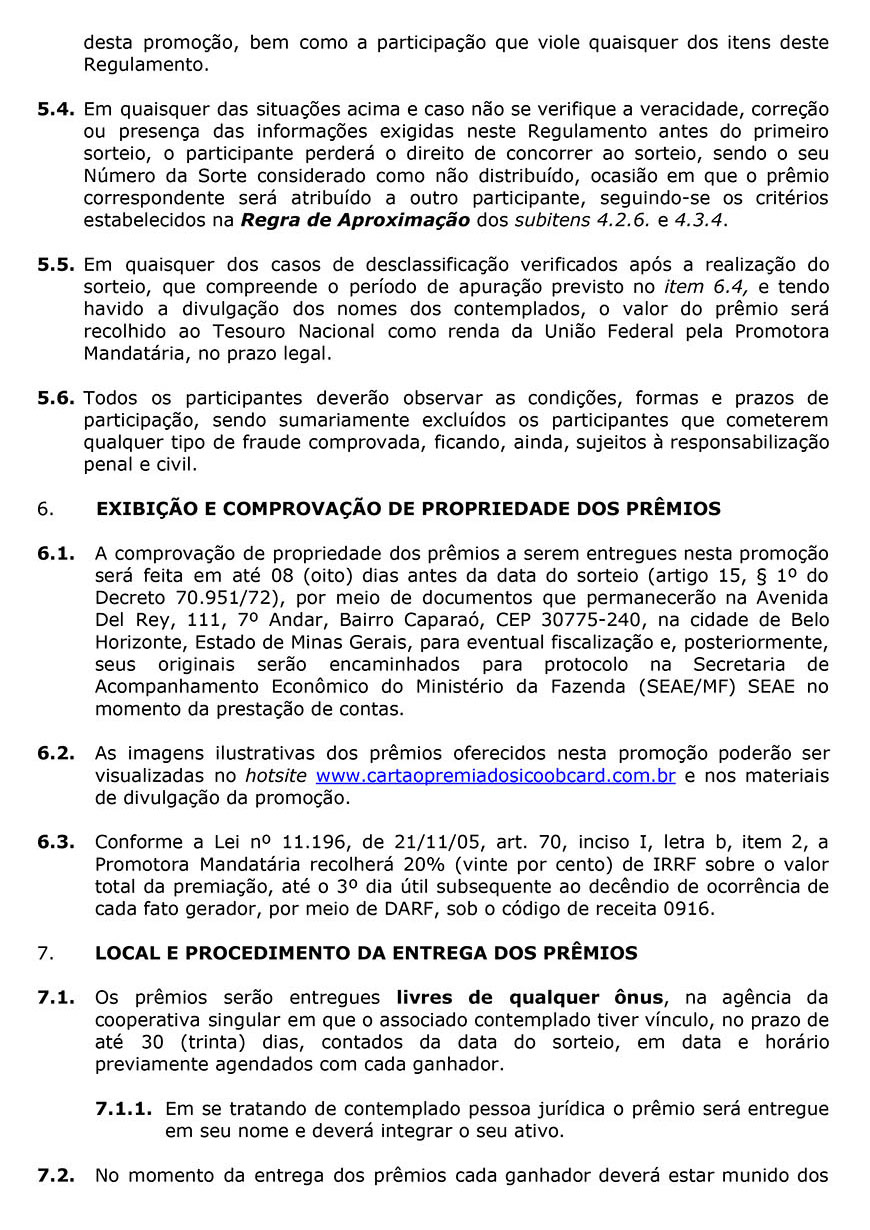 desta promoção, bem como a participação que viole quaisquer dos itens deste
Regulamento.
5.4. Em quaisquer das situações acima e caso não se verifique a veracidade, correção
ou presença das informações exigidas neste Regulamento antes do primeiro
sorteio, o participante perderá o direito de concorrer ao sorteio, sendo o seu
Número da Sorte considerado como não distribuído, ocasião em que o prêmio
correspondente será atribuído a outro participante, seguindo-se os critérios
estabelecidos na Regra de Aproximação dos subitens 4.2.6. e 4.3.4.
5.5. Em quaisquer dos casos de desclassificação verificados após a realização do
sorteio, que compreende o período de apuração previsto no item 6.4, e tendo
havido a divulgação dos nomes dos contemplados, o valor do prêmio será
recolhido ao Tesouro Nacional como renda da União Federal pela Promotora
Mandatária, no prazo legal.
5.6. Todos os participantes deverão observar as condições, formas e prazos de
participação, sendo sumariamente excluídos os participantes que cometerem
qualquer tipo de fraude comprovada, ficando, ainda, sujeitos à responsabilização
penal e civil.
6. EXIBIÇÃO E COMPROVAÇÃO DE PROPRIEDADE DOS PRÊMIOS
6.1. A comprovação de propriedade dos prêmios a serem entregues nesta promoção
será feita em até 08 (oito) dias antes da data do sorteio (artigo 15, § 1º do
Decreto 70.951/72), por meio de documentos que permanecerão na Avenida
Del Rey, 111, 7º Andar, Bairro Caparaó, CEP 30775-240, na cidade de Belo
Horizonte, Estado de Minas Gerais, para eventual fiscalização e, posteriormente,
seus originais serão encaminhados para protocolo na Secretaria de
Acompanhamento Econômico do Ministério da Fazenda (SEAE/MF) SEAE no
momento da prestação de contas.
6.2. As imagens ilustrativas dos prêmios oferecidos nesta promoção poderão ser
visualizadas no hotsite www.cartaopremiadosicoobcard.com.br e nos materiais
de divulgação da promoção.
6.3. Conforme a Lei nº 11.196, de 21/11/05, art. 70, inciso I, letra b, item 2, a
Promotora Mandatária recolherá 20% (vinte por cento) de IRRF sobre o valor
total da premiação, até o 3º dia útil subsequente ao decêndio de ocorrência de
cada fato gerador, por meio de DARF, sob o código de receita 0916.
7. LOCAL E PROCEDIMENTO DA ENTREGA DOS PRÊMIOS
7.1. Os prêmios serão entregues livres de qualquer ônus, na agência da
cooperativa singular em que o associado contemplado tiver vínculo, no prazo de
até 30 (trinta) dias, contados da data do sorteio, em data e horário
previamente agendados com cada ganhador.
7.1.1. Em se tratando de contemplado pessoa jurídica o prêmio será entregue
em seu nome e deverá integrar o seu ativo.
7.2. No momento da entrega dos prêmios cada ganhador deverá estar munido dos